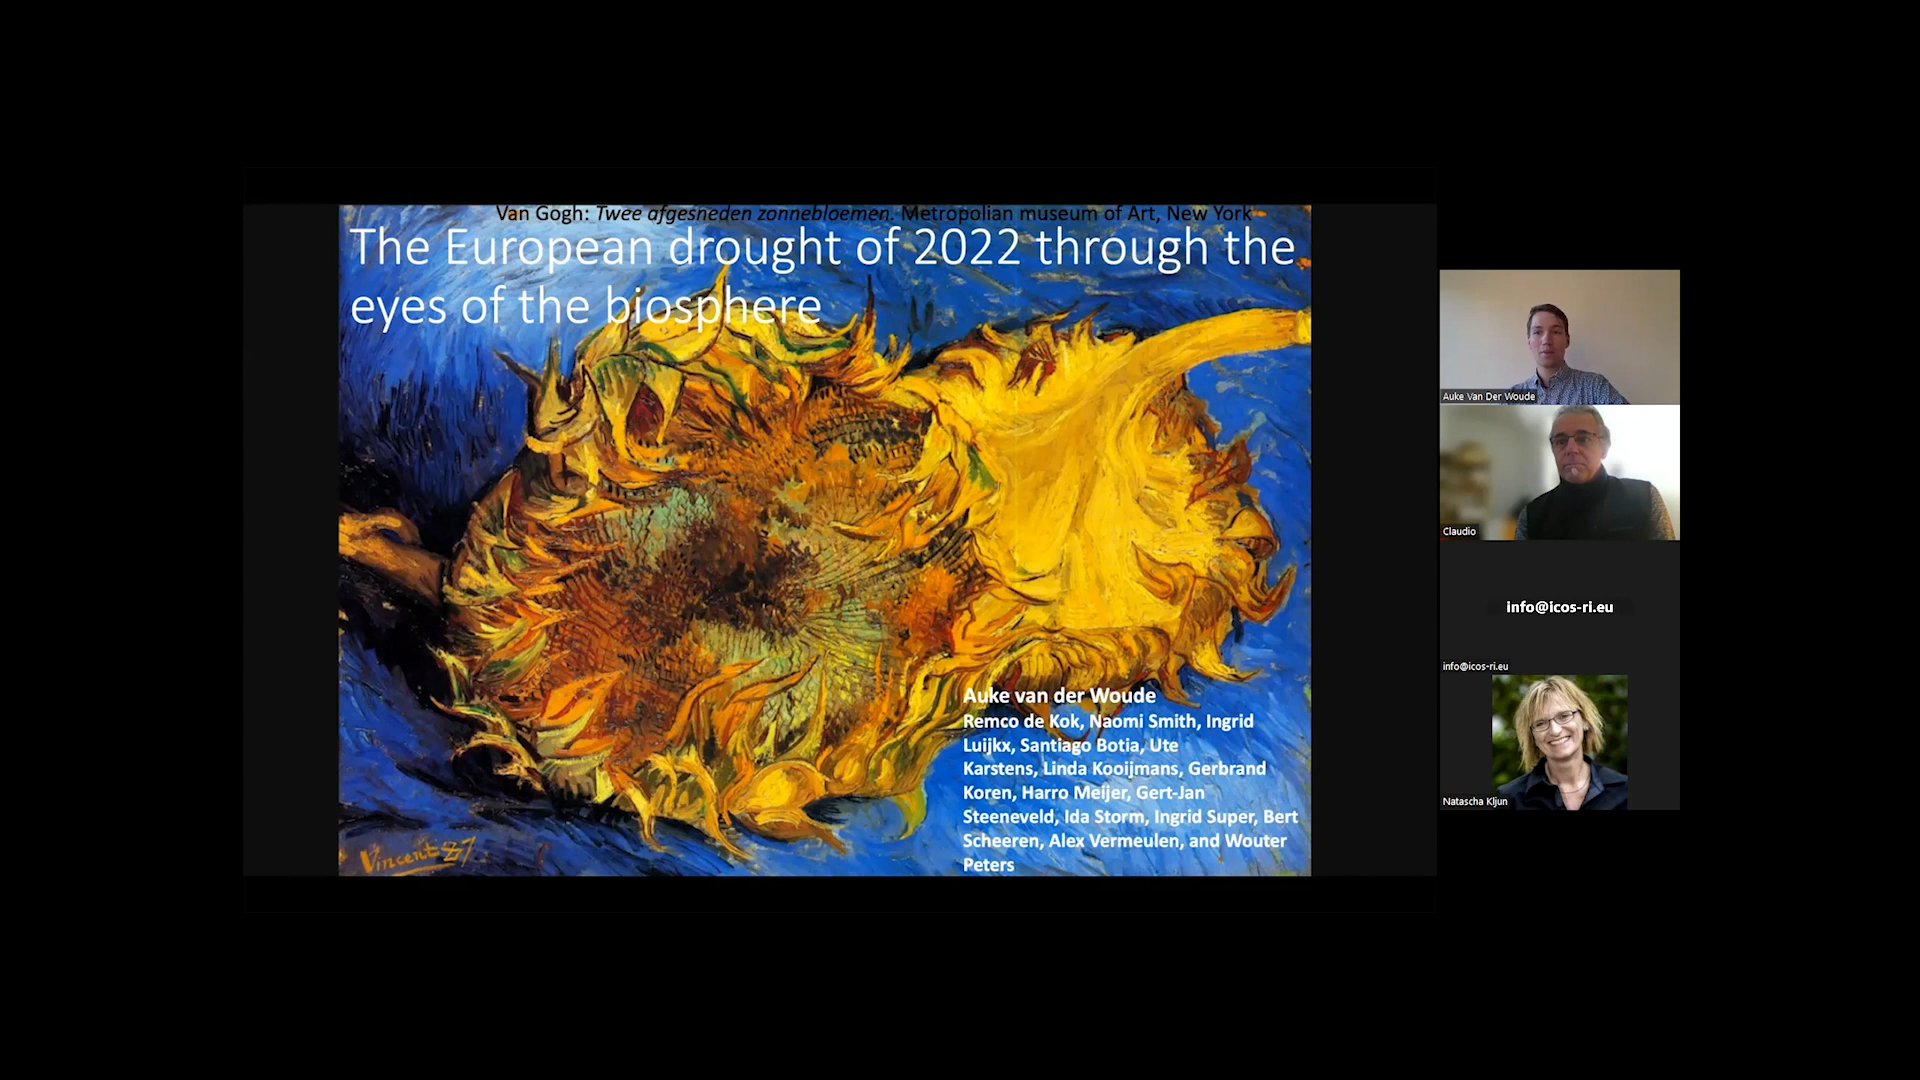 Van Gogh: Twee afgesneden zonnebloemen. Metropolian museum of Art, New York
The European drought of 2022 through the
eyes of the biosphere
Auke van der Woude
Remco de Kok, Naomi Smith, Ingrid
Luijkx, Santiago Botia, Ute
Karstens, Linda Kooijmans, Gerbrand
Koren, Harro Meijer, Gert-Jan
Steeneveld, Ida Storm, Ingrid Super, Bert
Scheeren, Alex Vermeulen, and Wouter
Peters
Vincent 87
Auke Van Der Woude
Claudio
info@icos-ri.eu
info@icos-ri.eu
Natascha Kljun